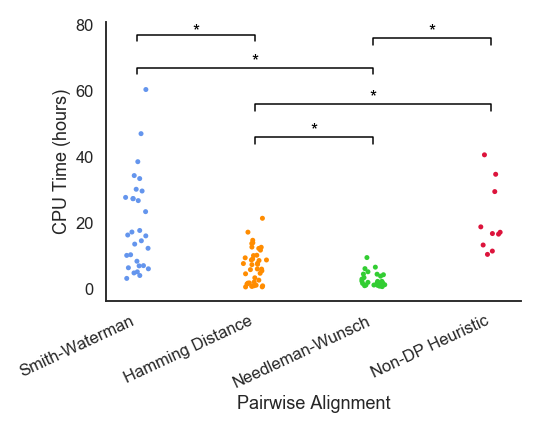 80
60
40
20
0
CPU Time (hours)
*
*
*
*
*
Smith-Waterman
Hamming Distance
Needleman-Wunsch
Non-DP Heuristic
Pairwise Alignment